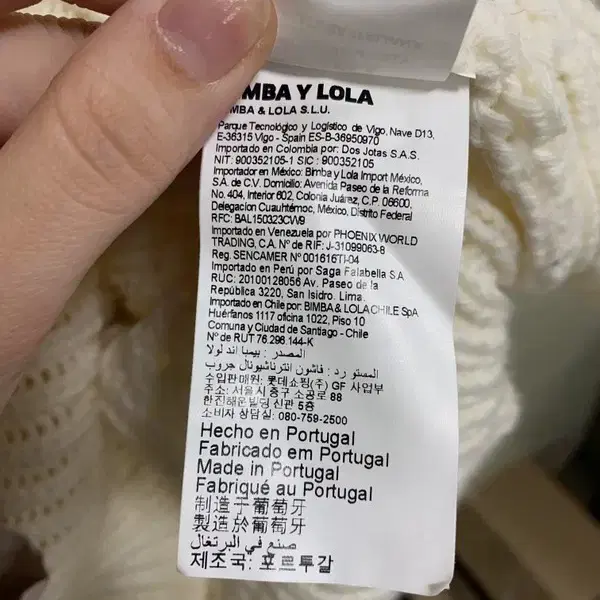 MBA Y LOLA
MBA & LOLA S.L.U.
Parque Tecnológico y Logístico de Vigo, Nave D13,
E-36315 Vigo - Spain ES-B-36950970
Importado en Colombia por: Dos Jotas S.A.S.
NIT: 900352105-1 SIC : 900352105
Importador en México: Bimba y Lola Import México,
S.A. de C.V. Domicilio: Avenida Paseo de la Reforma
No. 404, Interior 602, Colonia Juárez, C.P. 06600,
Delegacion Cuauhtémoc, México, Distrito Federal
RFC: BAL150323CW9
Importado en Venezuela por PHOENIX WORLD
TRADING, C.A. Nº de RIF: J-31099063-8
Reg. SENCAMER Nº 001616TI-04
Importado en Perú por Saga Falabella S.A
RUC: 20100128056 Av. Paseo de la
República 3220, San Isidro. Lima.
Importado en Chile por: BIMBA & LOLA CHILE SpA
Huérfanos 1117 oficina 1022, Piso 10
Comuna y Ciudad de Santiago - Chile
Nº de RUT 76.296.144-K
المصدر : بيمبا اند لولا
المستورد : فاشون انترناشيونال جروب
수입판매원: 롯데쇼핑(주) GF 사업부
주소: 서울시 중구 소공로 88
한진해운빌딩 신관 5층
소비자 상담실: 080-759-2500
Hecho en Portugal
Fabricado em Portugal
Made in Portugal
Fabriqué au Portugal
制造于葡萄牙
製造於葡萄牙
صنع في البرتغال
제조국: 포르투갈